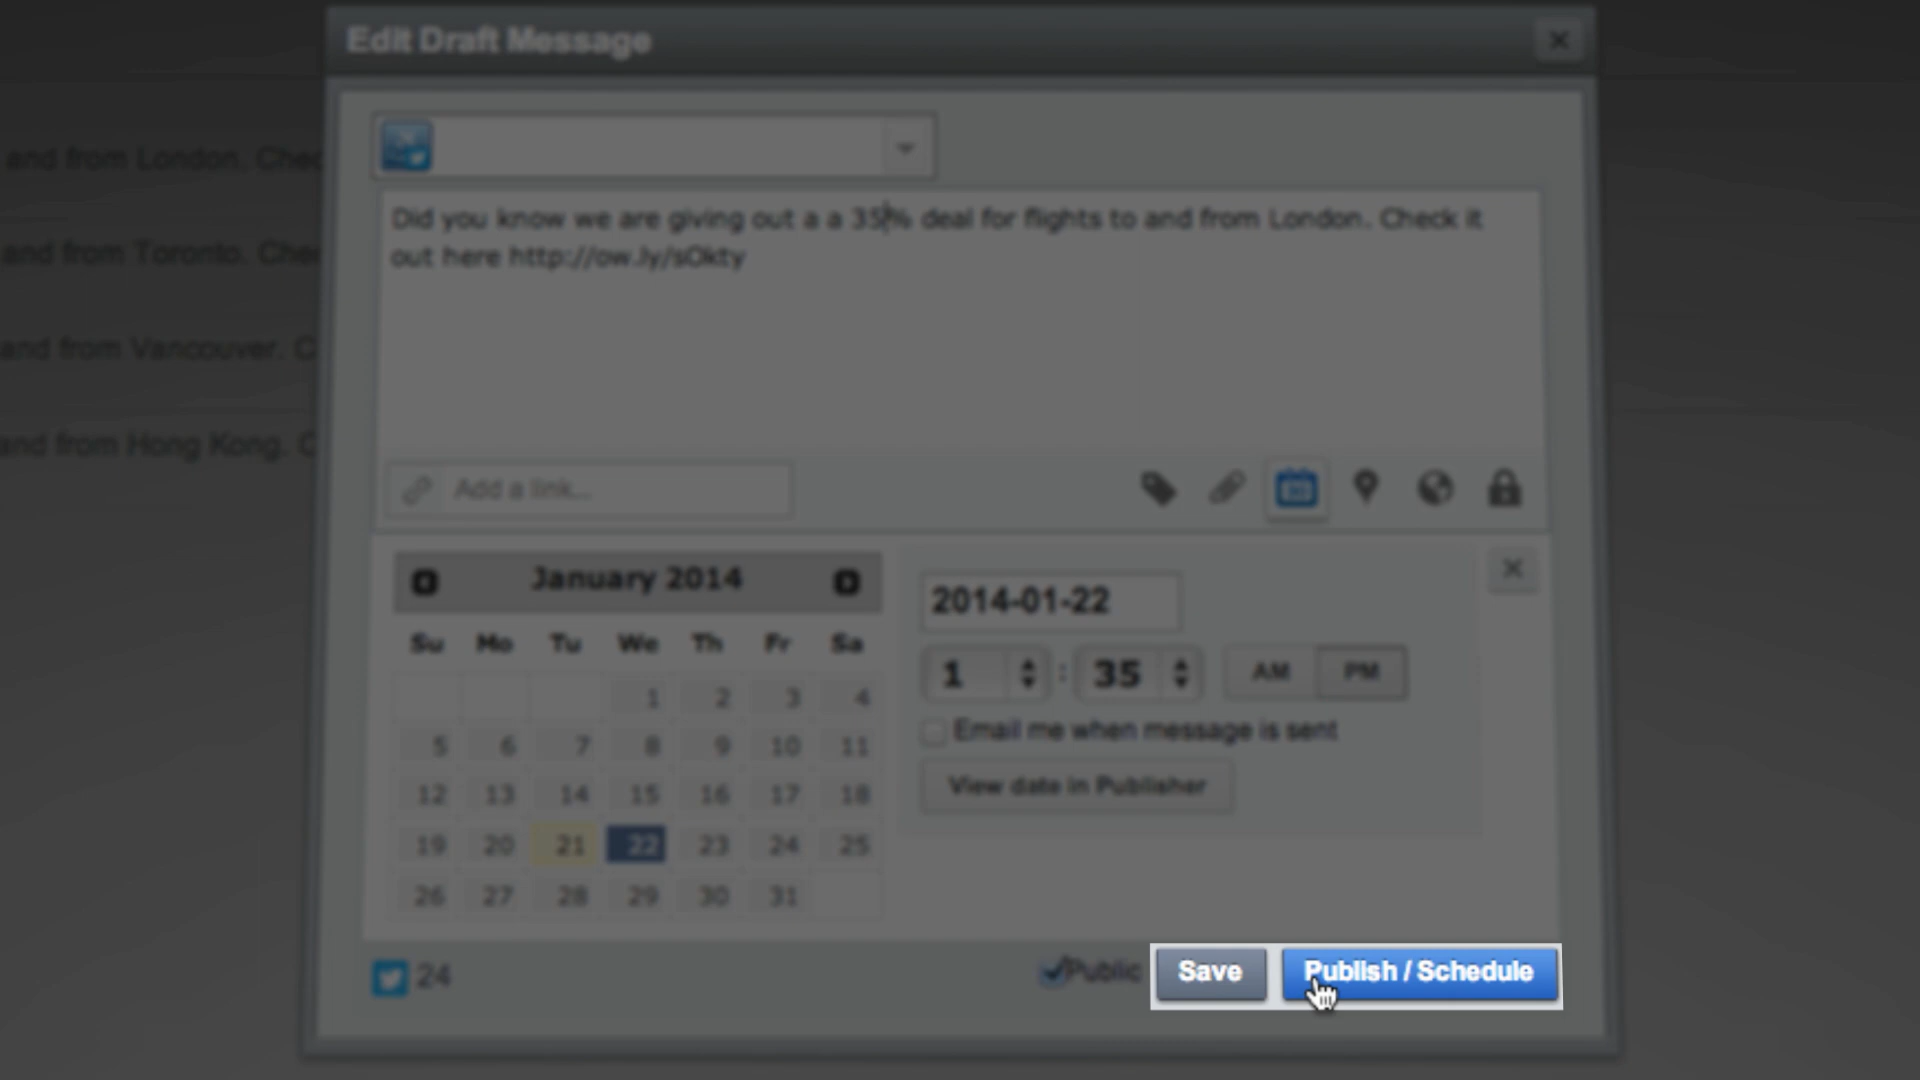 Edit Draft Message
and from London. Chec
and from Toronto. Chec
and from Vancouver. C
and from Hong Kong. C
Did you know we are giving out a a 35% deal for flights to and from London. Check it
out here http://ow.ly/sOkty
Add a link...
January 2014
Su Mo Tu We Th Fr Sa
1 2 3 4
5 6 7 8 9 10 11
12 13 14 15 16 17 18
19 20 21 22 23 24 25
26 27 28 29 30 31
2014-01-22
1 : 35 AM PM
Email me when message is sent
View date in Publisher
24 Public Save Publish / Schedule